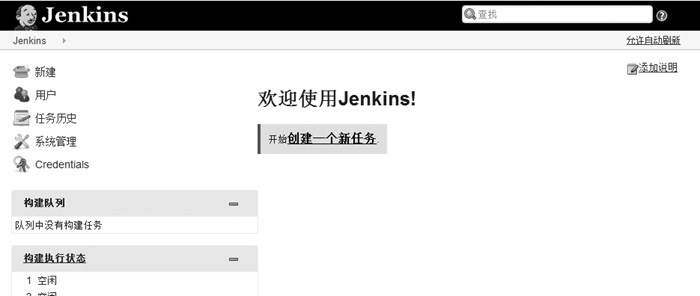 Jenkins
查找
Jenkins
允许自动刷新
新建
用户
任务历史
系统管理
Credentials
添加说明
欢迎使用Jenkins!
开始创建一个新任务.
构建队列
队列中没有构建任务
构建执行状态
1 空闲
2 空闲